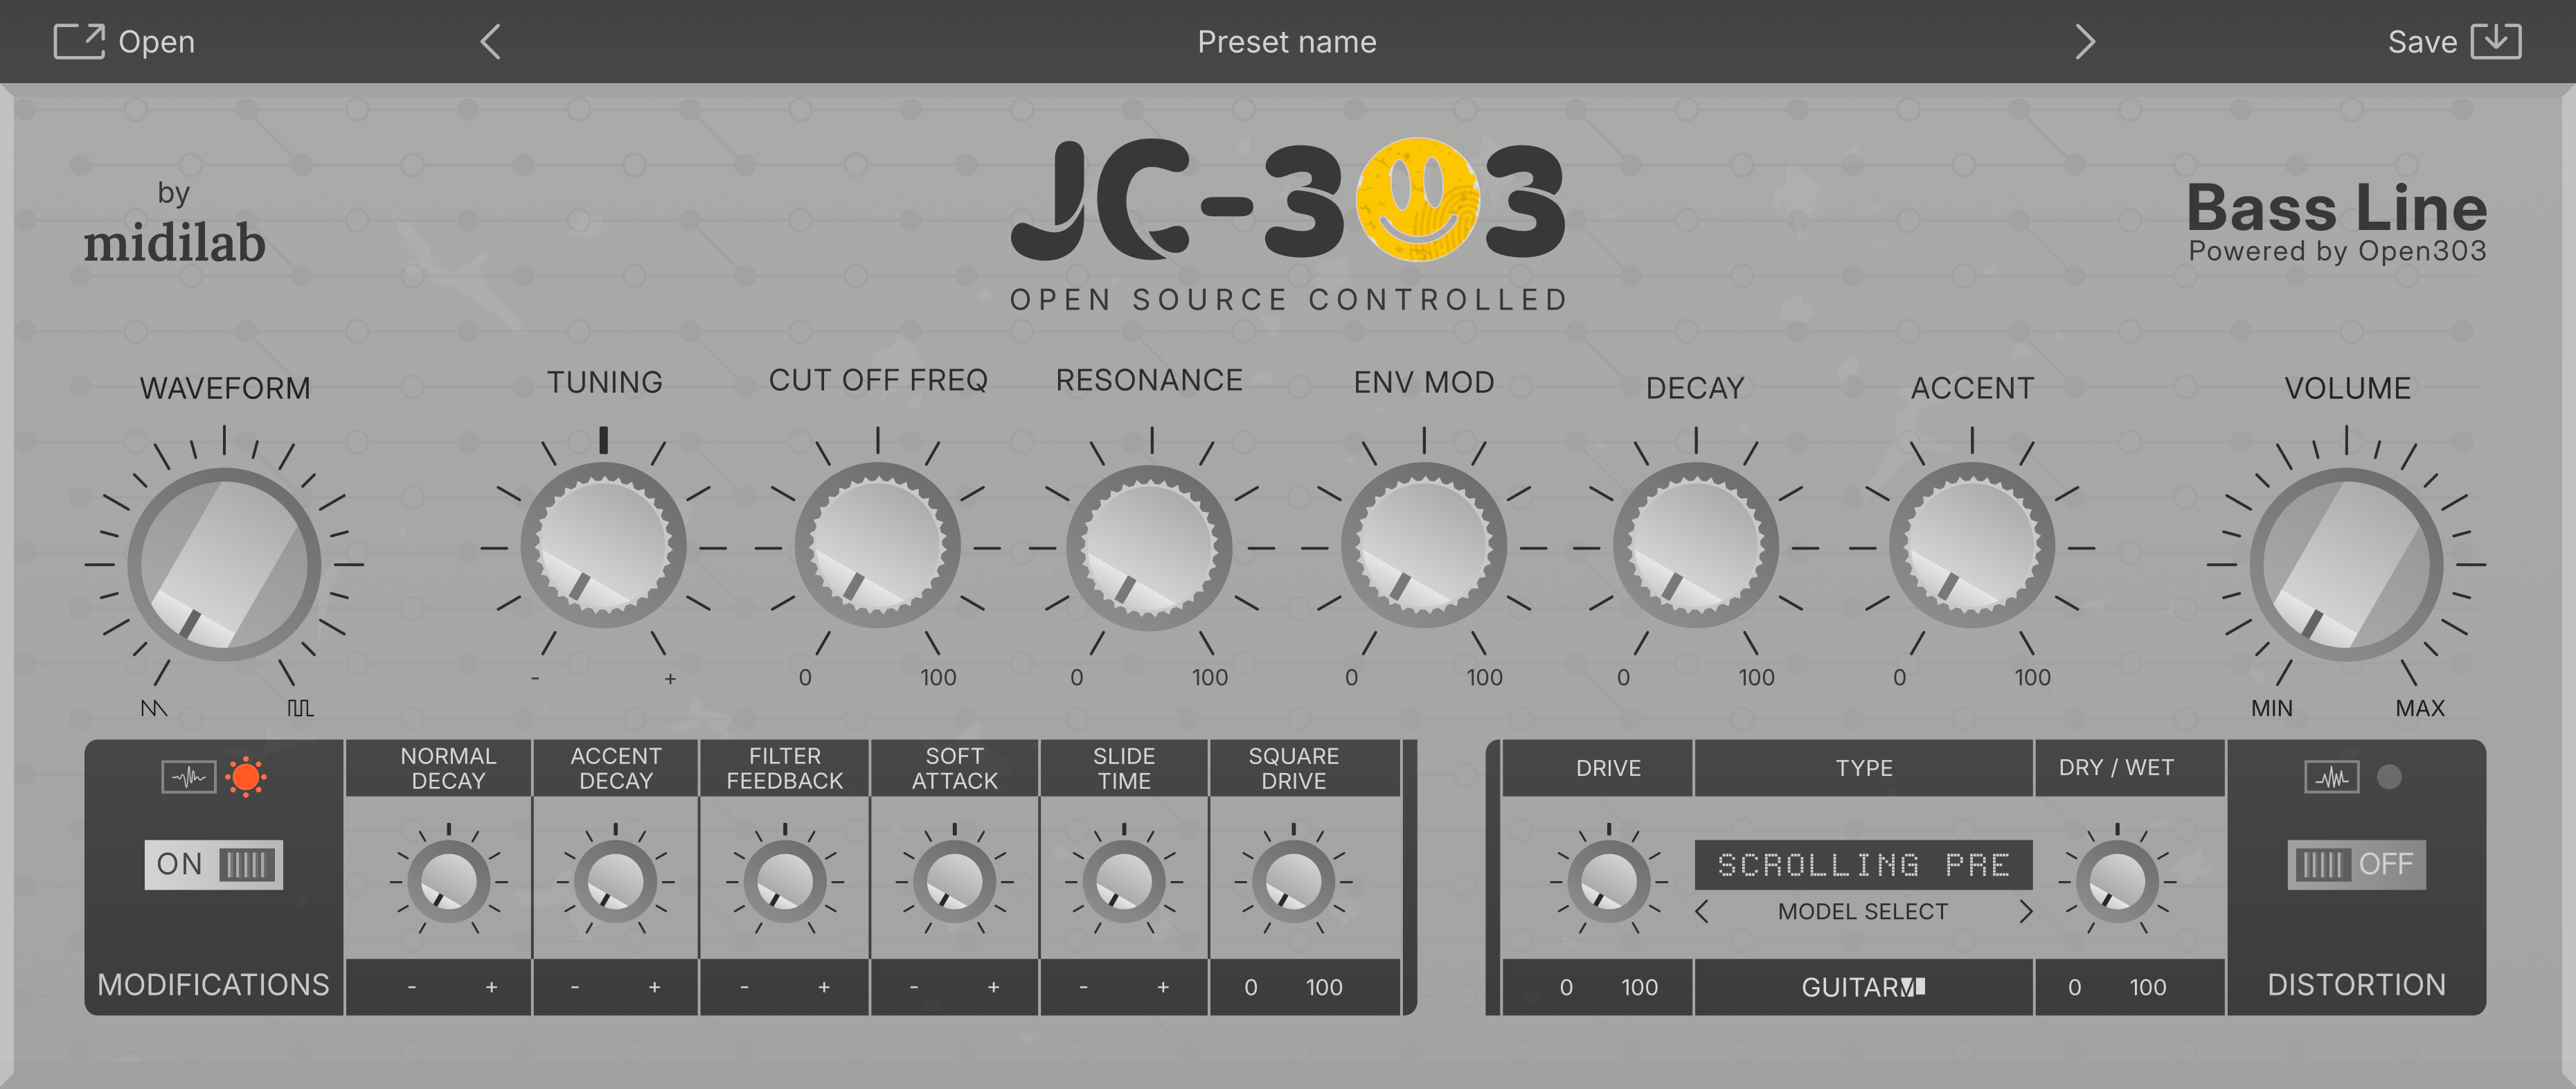 Open
Preset name
Save
by
midilab
JC-303
OPEN SOURCE CONTROLLED
Bass Line
Powered by Open303
WAVEFORM
TUNING
CUT OFF FREQ
RESONANCE
ENV MOD
DECAY
ACCENT
VOLUME
- +
0 100
0 100
0 100
0 100
0 100
MIN MAX
ON
MODIFICATIONS
NORMAL
DECAY
- +
ACCENT
DECAY
- +
FILTER
FEEDBACK
- +
SOFT
ATTACK
- +
SLIDE
TIME
- +
SQUARE
DRIVE
0 100
DRIVE
0 100
TYPE
SCROLLING PRE
< MODEL SELECT >
GUITARML
DRY / WET
0 100
OFF
DISTORTION